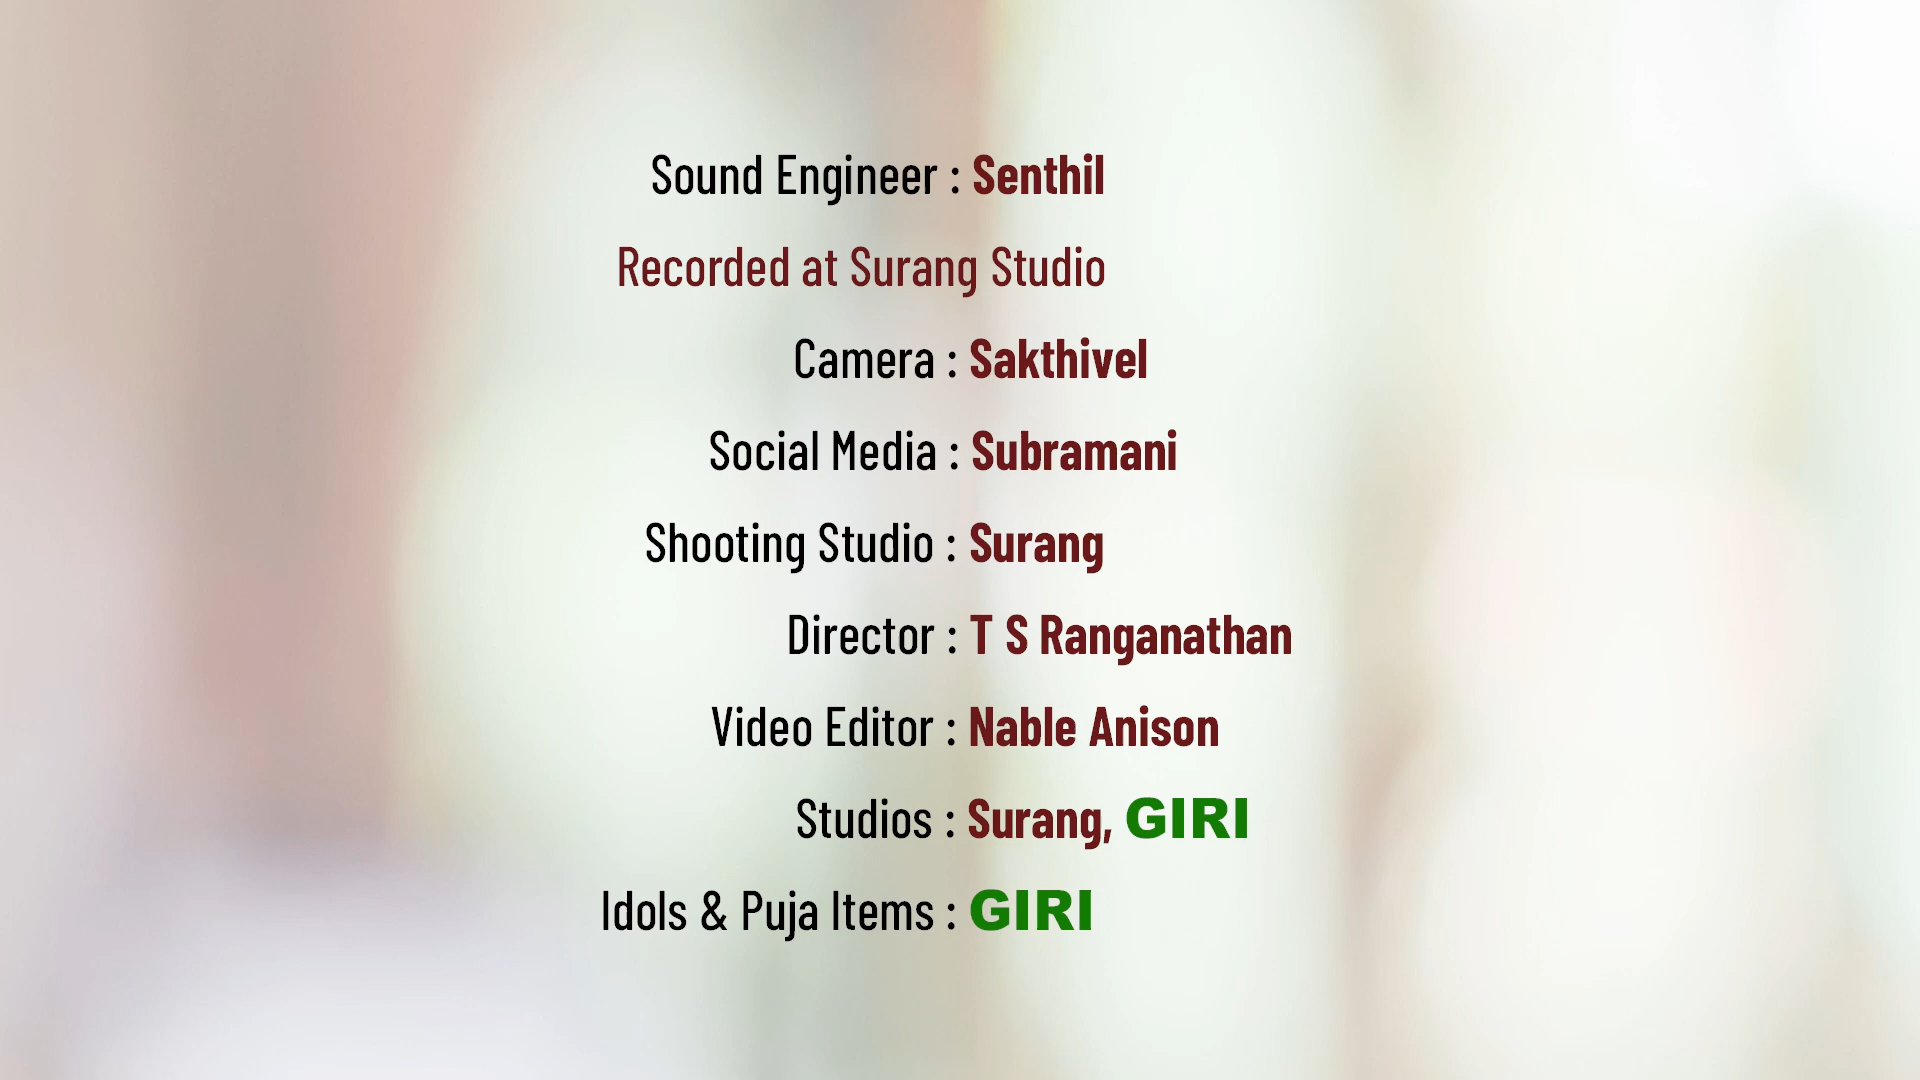 Sound Engineer : Senthil
Recorded at Surang Studio
Camera : Sakthivel
Social Media : Subramani
Shooting Studio : Surang
Director : T S Ranganathan
Video Editor : Nable Anison
Studios : Surang, GIRI
Idols & Puja Items : GIRI